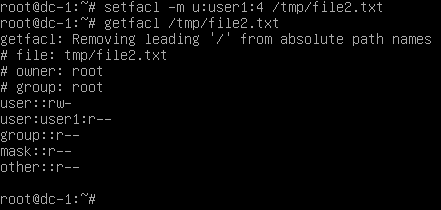 root@dc-1:~# setfacl -m u:user1:4 /tmp/file2.txt
root@dc-1:~# getfacl /tmp/file2.txt
getfacl: Removing leading '/' from absolute path names
# file: tmp/file2.txt
# owner: root
# group: root
user::rw-
user:user1:r--
group::r--
mask::r--
other::r--
root@dc-1:~#